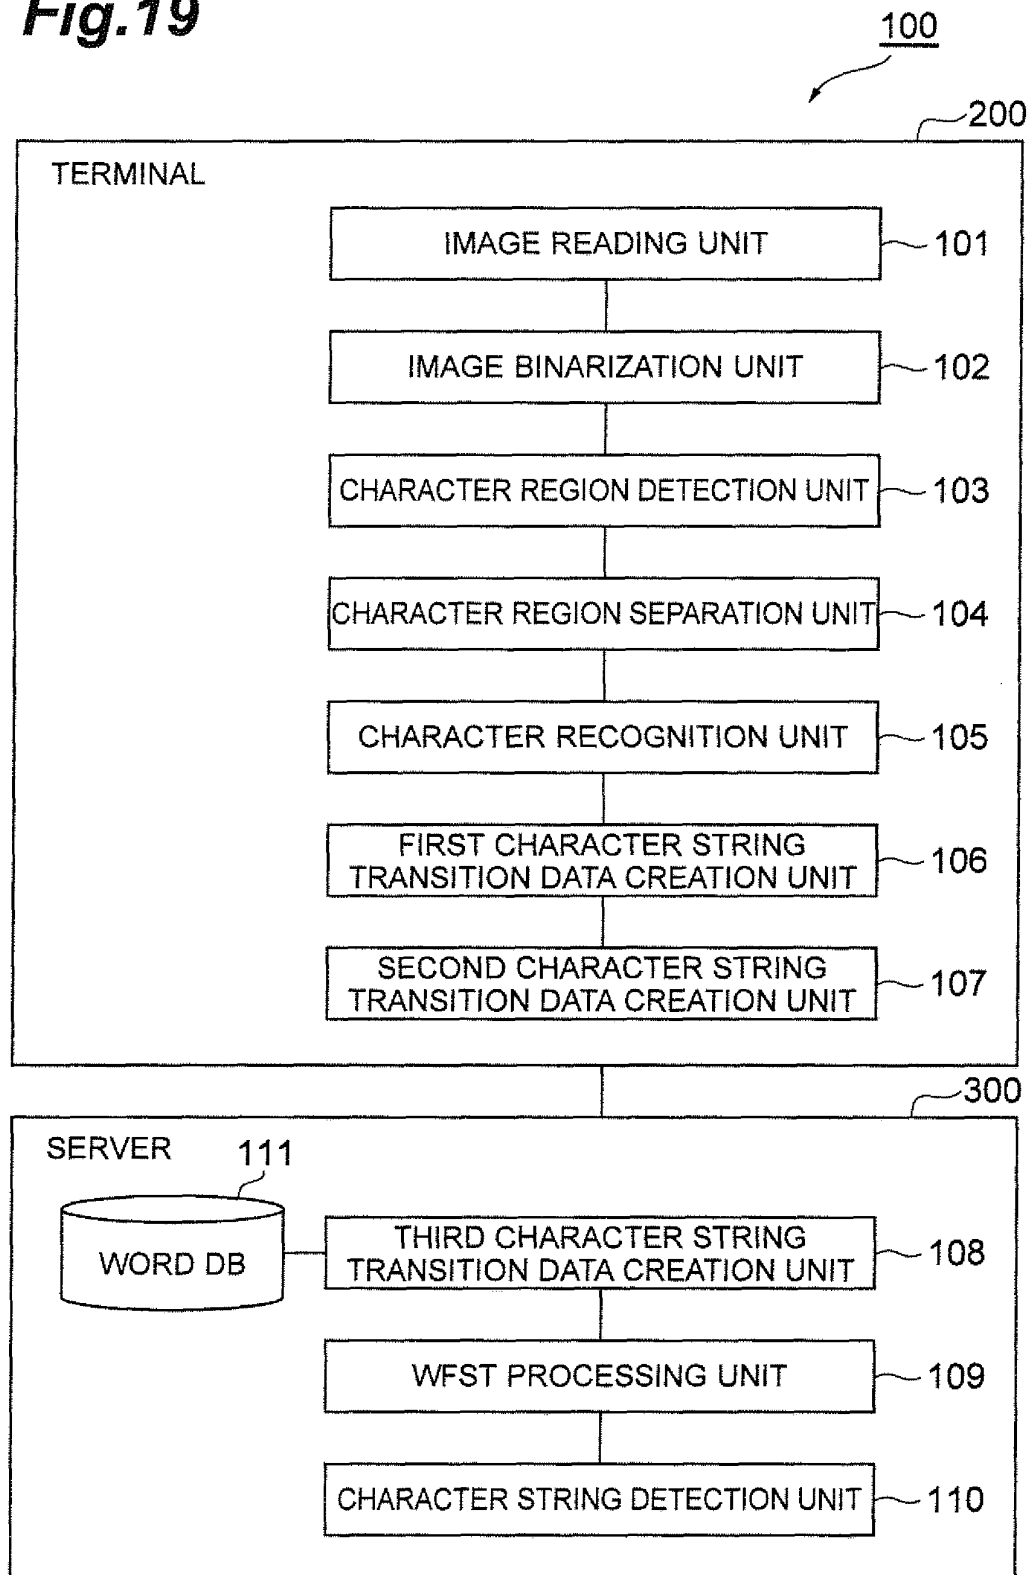 Fig.19
100
200
TERMINAL
IMAGE READING UNIT
101
IMAGE BINARIZATION UNIT
102
CHARACTER REGION DETECTION UNIT
103
CHARACTER REGION SEPARATION UNIT
104
CHARACTER RECOGNITION UNIT
105
FIRST CHARACTER STRING
TRANSITION DATA CREATION UNIT
106
SECOND CHARACTER STRING
TRANSITION DATA CREATION UNIT
107
300
SERVER
111
WORD DB
THIRD CHARACTER STRING
TRANSITION DATA CREATION UNIT
108
WFST PROCESSING UNIT
109
CHARACTER STRING DETECTION UNIT
110